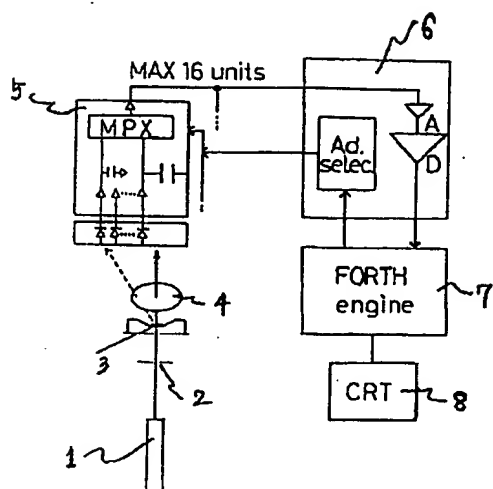 6
MAX 16 units
5
MPX
A
Ad.
selec.
D
FORTH
engine
7
4
3
2
CRT
8
1